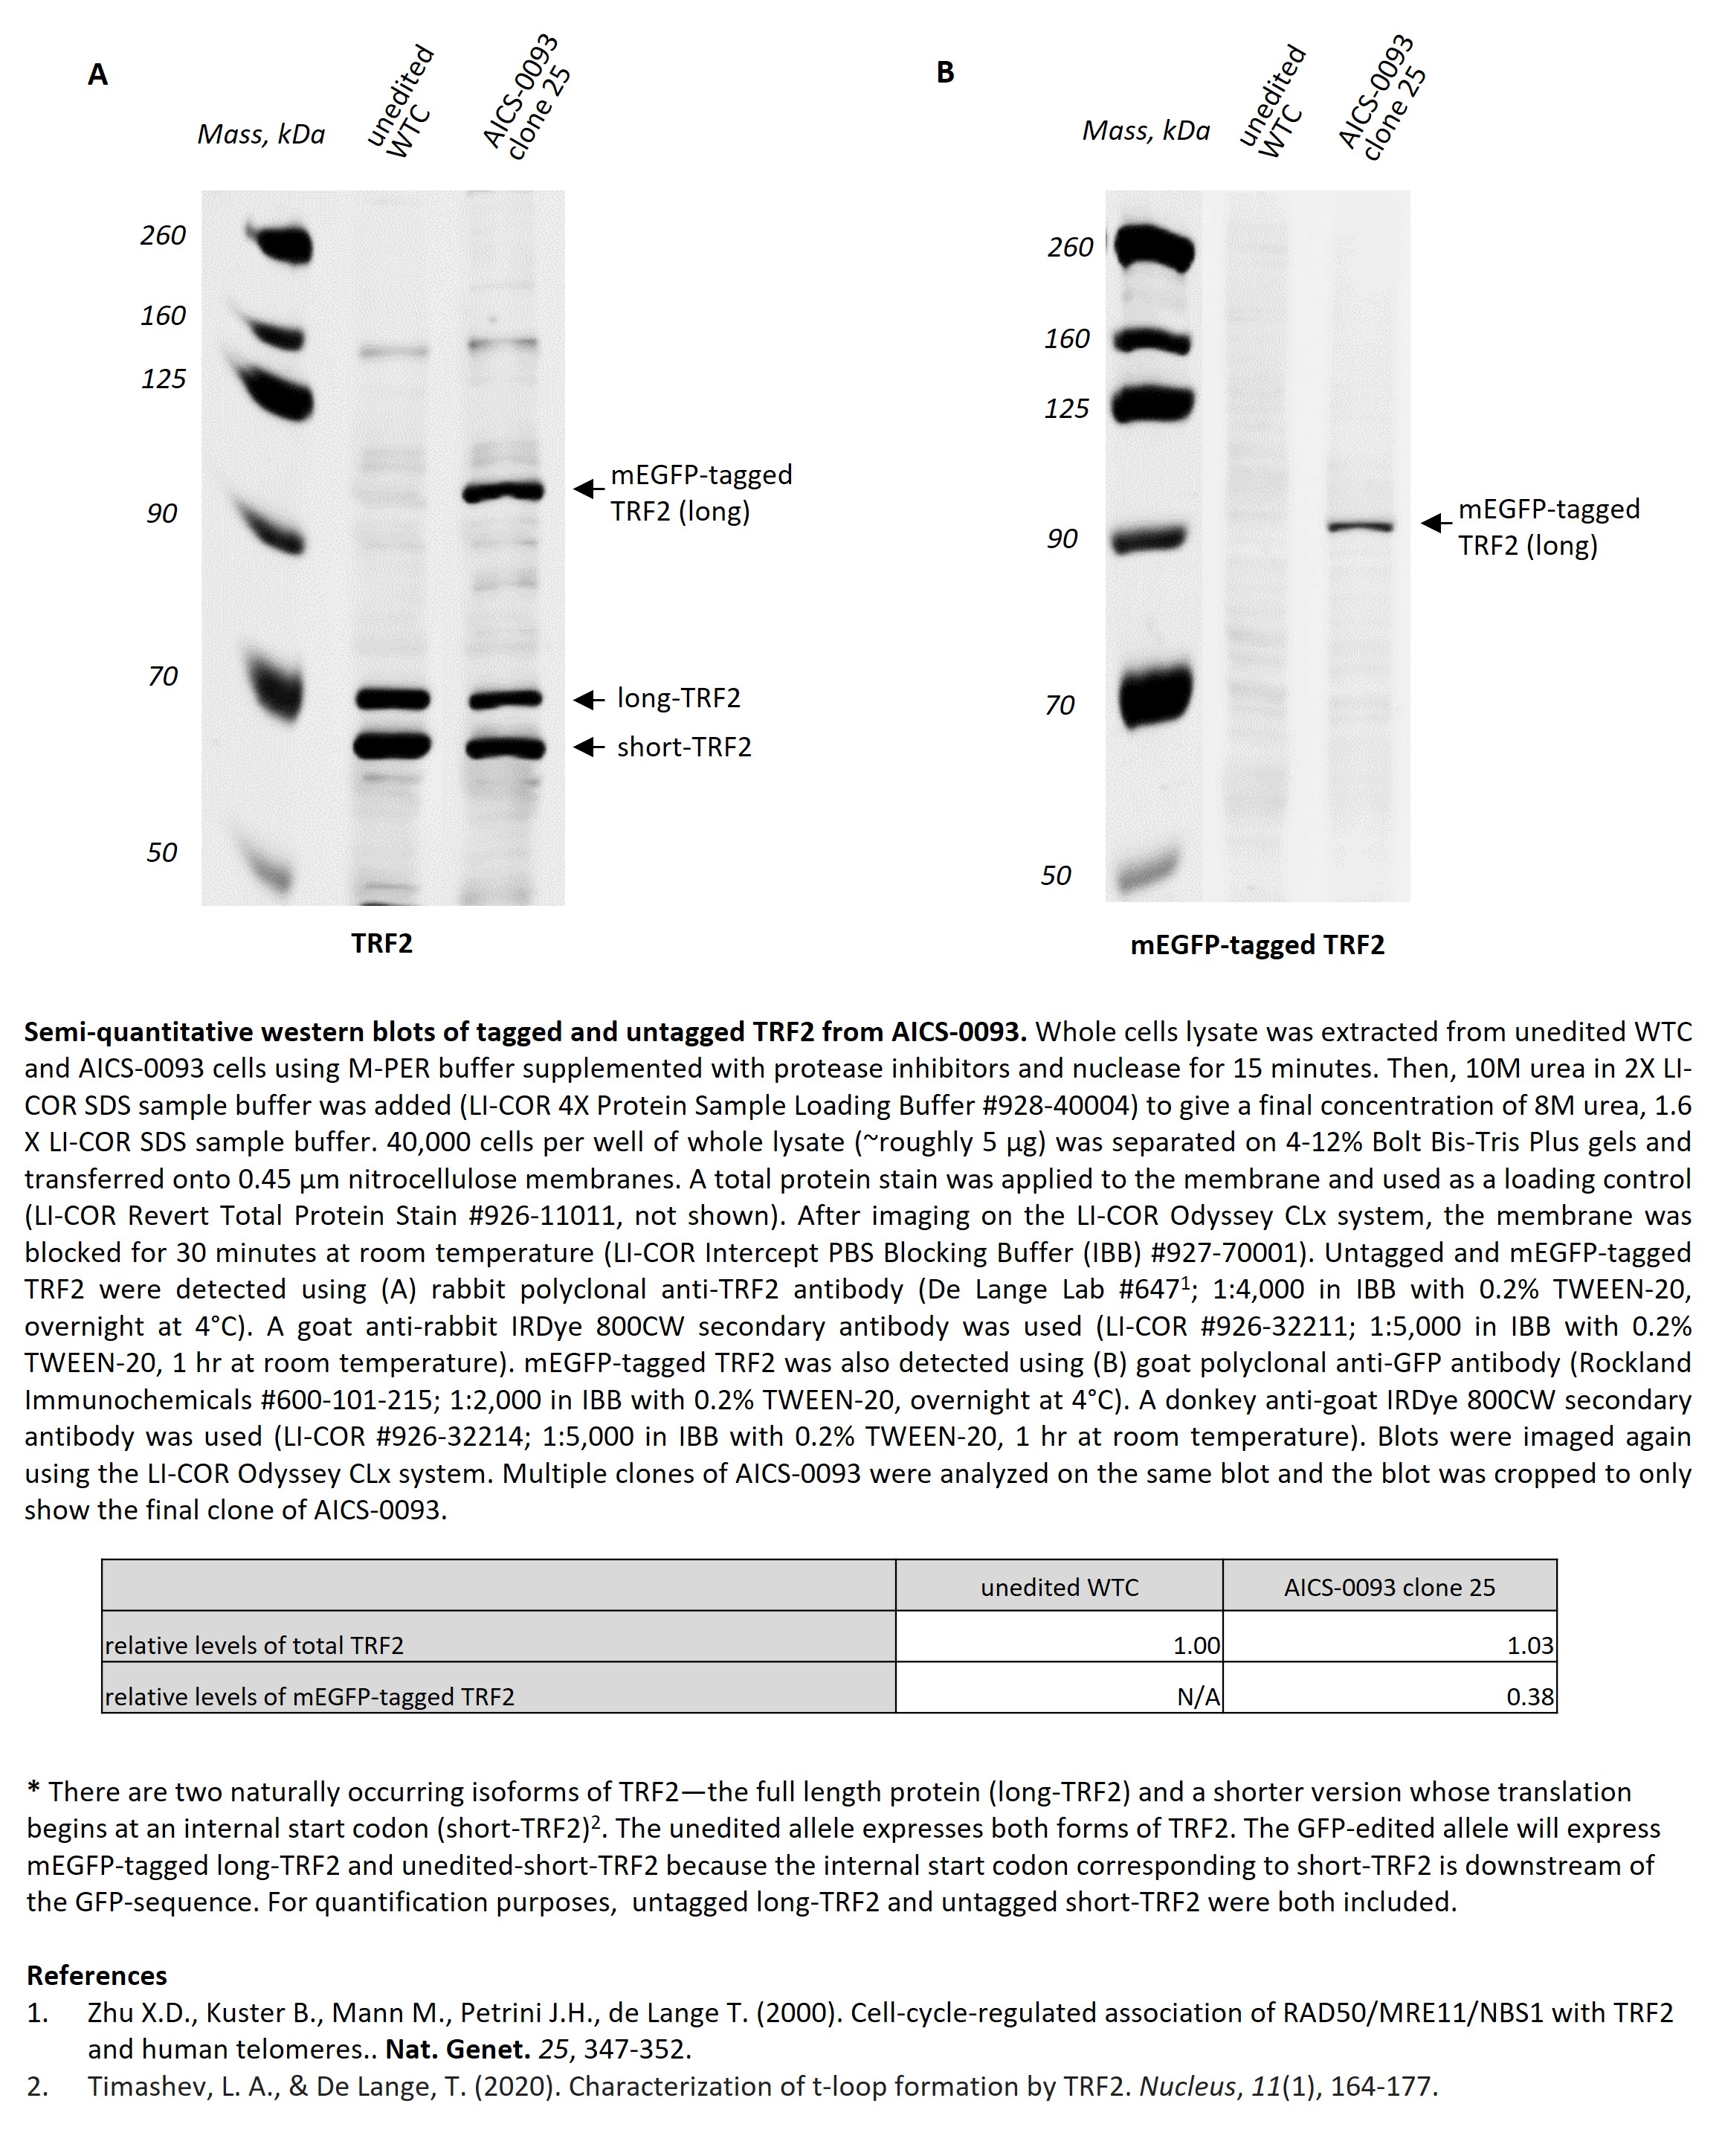 A
Mass, kDa
unedited
WTC
AICS-0093
clone 25
260
160
125
90
70
50
mEGFP-tagged
TRF2 (long)
long-TRF2
short-TRF2
TRF2
B
Mass, kDa
unedited
WTC
AICS-0093
clone 25
260
160
125
90
70
50
mEGFP-tagged
TRF2 (long)
mEGFP-tagged TRF2
Semi-quantitative western blots of tagged and untagged TRF2 from AICS-0093. Whole cells lysate was extracted from unedited WTC
and AICS-0093 cells using M-PER buffer supplemented with protease inhibitors and nuclease for 15 minutes. Then, 10M urea in 2X LI-
COR SDS sample buffer was added (LI-COR 4X Protein Sample Loading Buffer #928-40004) to give a final concentration of 8M urea, 1.6
X LI-COR SDS sample buffer. 40,000 cells per well of whole lysate (~roughly 5 µg) was separated on 4-12% Bolt Bis-Tris Plus gels and
transferred onto 0.45 µm nitrocellulose membranes. A total protein stain was applied to the membrane and used as a loading control
(LI-COR Revert Total Protein Stain #926-11011, not shown). After imaging on the LI-COR Odyssey CLx system, the membrane was
blocked for 30 minutes at room temperature (LI-COR Intercept PBS Blocking Buffer (IBB) #927-70001). Untagged and mEGFP-tagged
TRF2 were detected using (A) rabbit polyclonal anti-TRF2 antibody (De Lange Lab #647¹; 1:4,000 in IBB with 0.2% TWEEN-20,
overnight at 4°C). A goat anti-rabbit IRDye 800CW secondary antibody was used (LI-COR #926-32211; 1:5,000 in IBB with 0.2%
TWEEN-20, 1 hr at room temperature). mEGFP-tagged TRF2 was also detected using (B) goat polyclonal anti-GFP antibody (Rockland
Immunochemicals #600-101-215; 1:2,000 in IBB with 0.2% TWEEN-20, overnight at 4°C). A donkey anti-goat IRDye 800CW secondary
antibody was used (LI-COR #926-32214; 1:5,000 in IBB with 0.2% TWEEN-20, 1 hr at room temperature). Blots were imaged again
using the LI-COR Odyssey CLx system. Multiple clones of AICS-0093 were analyzed on the same blot and the blot was cropped to only
show the final clone of AICS-0093.
unedited WTC AICS-0093 clone 25
relative levels of total TRF2 1.00 1.03
relative levels of mEGFP-tagged TRF2 N/A 0.38
* There are two naturally occurring isoforms of TRF2—the full length protein (long-TRF2) and a shorter version whose translation
begins at an internal start codon (short-TRF2)². The unedited allele expresses both forms of TRF2. The GFP-edited allele will express
mEGFP-tagged long-TRF2 and unedited-short-TRF2 because the internal start codon corresponding to short-TRF2 is downstream of
the GFP-sequence. For quantification purposes, untagged long-TRF2 and untagged short-TRF2 were both included.
References
1. Zhu X.D., Kuster B., Mann M., Petrini J.H., de Lange T. (2000). Cell-cycle-regulated association of RAD50/MRE11/NBS1 with TRF2
and human telomeres.. Nat. Genet. 25, 347-352.
2. Timashev, L. A., & De Lange, T. (2020). Characterization of t-loop formation by TRF2. Nucleus, 11(1), 164-177.